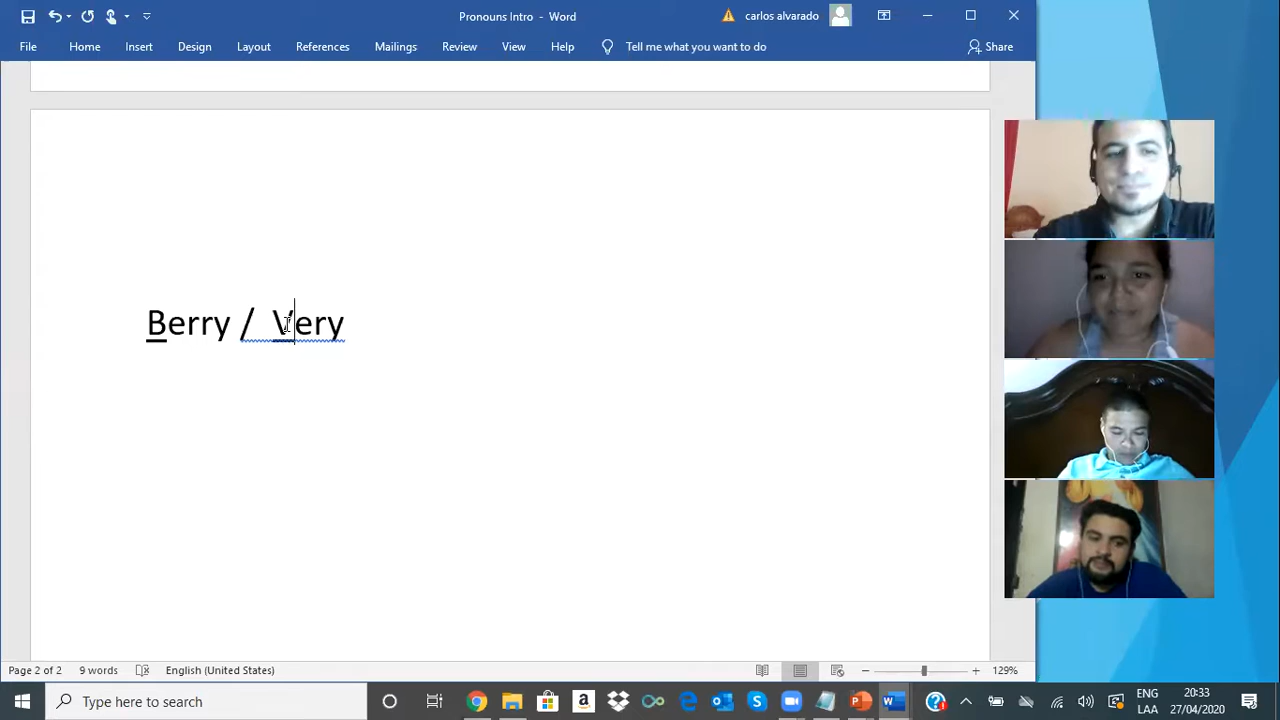 Pronouns Intro - Word
carlos alvarado
File Home Insert Design Layout References Mailings Review View Help Tell me what you want to do Share
Berry / Very
Page 2 of 2 9 words English (United States) 129%
Type here to search
ENG
LAA
20:33
27/04/2020